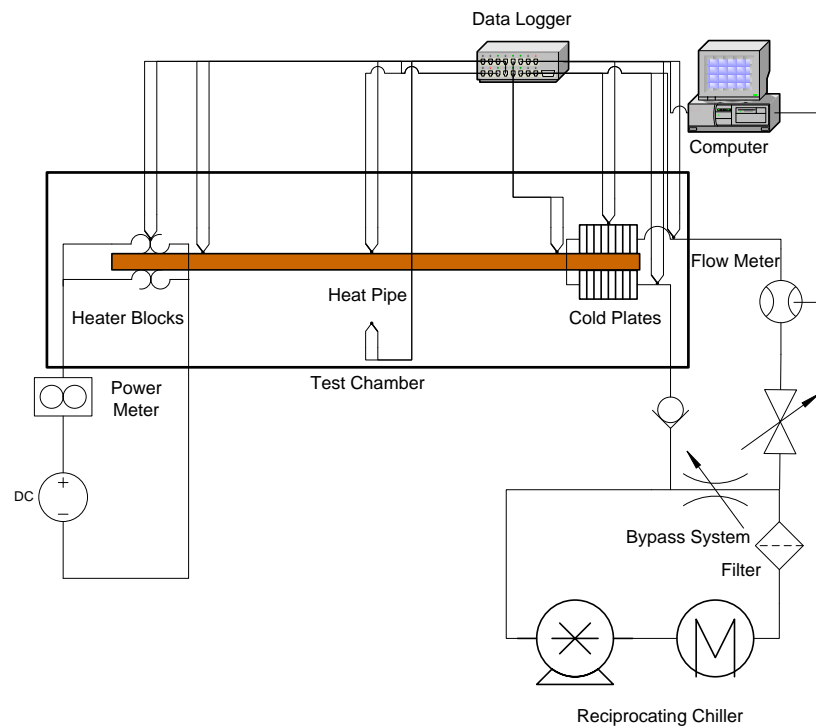 Data Logger
Computer
Flow Meter
Heat Pipe
Heater Blocks
Cold Plates
Test Chamber
Power
Meter
DC
+
–
Bypass System
Filter
Reciprocating Chiller